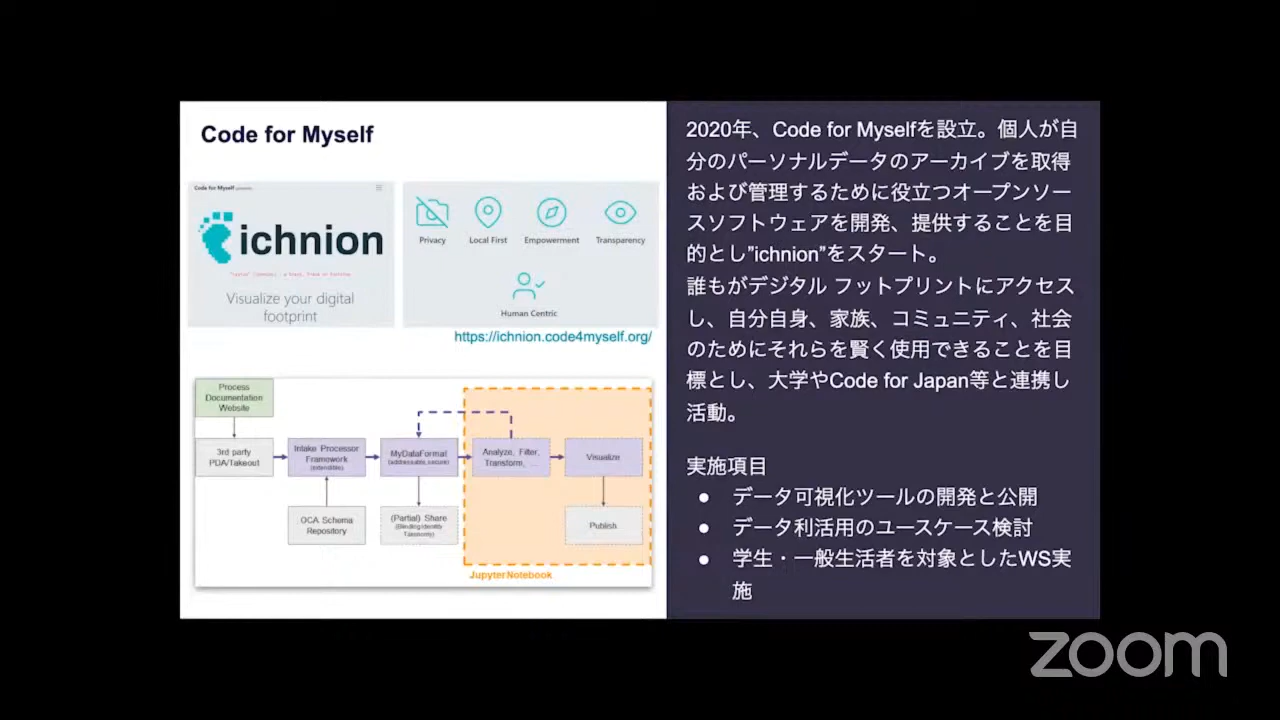 Code for Myself
Code for Myself
ichnion
Visualize your digital
footprint
Privacy
Local First
Empowerment
Transparency
Human Centric
https://ichnion.code4myself.org/
Process
Documentation
Website
3rd party
PDA/Takeout
Intake Processor
Framework
(extendible)
MyDataFormat
(addressable, secure)
Analyze, Filter,
Transform, ...
Visualize
OCA Schema
Repository
(Partial) Share
(Binding Identity
Taxonomy)
Publish
Jupyter Notebook
2020年、Code for Myselfを設立。個人が自
分のパーソナルデータのアーカイブを取得
および管理するために役立つオープンソー
スソフトウェアを開発、提供することを目
的とし”ichnion”をスタート。
誰もがデジタル フットプリントにアクセス
し、自分自身、家族、コミュニティ、社会
のためにそれらを賢く使用できることを目
標とし、大学やCode for Japan等と連携し
活動。
実施項目
● データ可視化ツールの開発と公開
● データ利活用のユースケース検討
● 学生・一般生活者を対象としたWS実
施
zoom